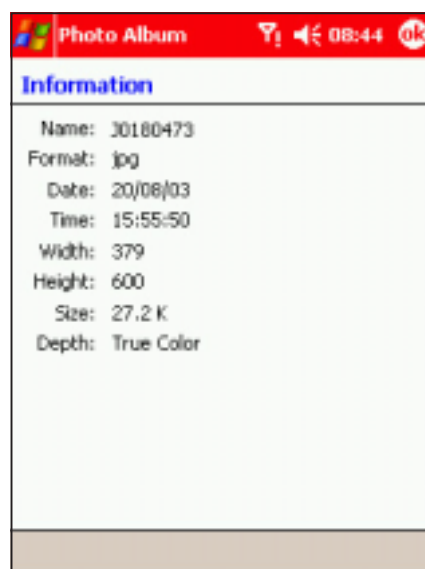 Photo Album 08:44 ok
Information
Name: J0180473
Format: jpg
Date: 20/08/03
Time: 15:55:50
Width: 379
Height: 600
Size: 27.2 K
Depth: True Color